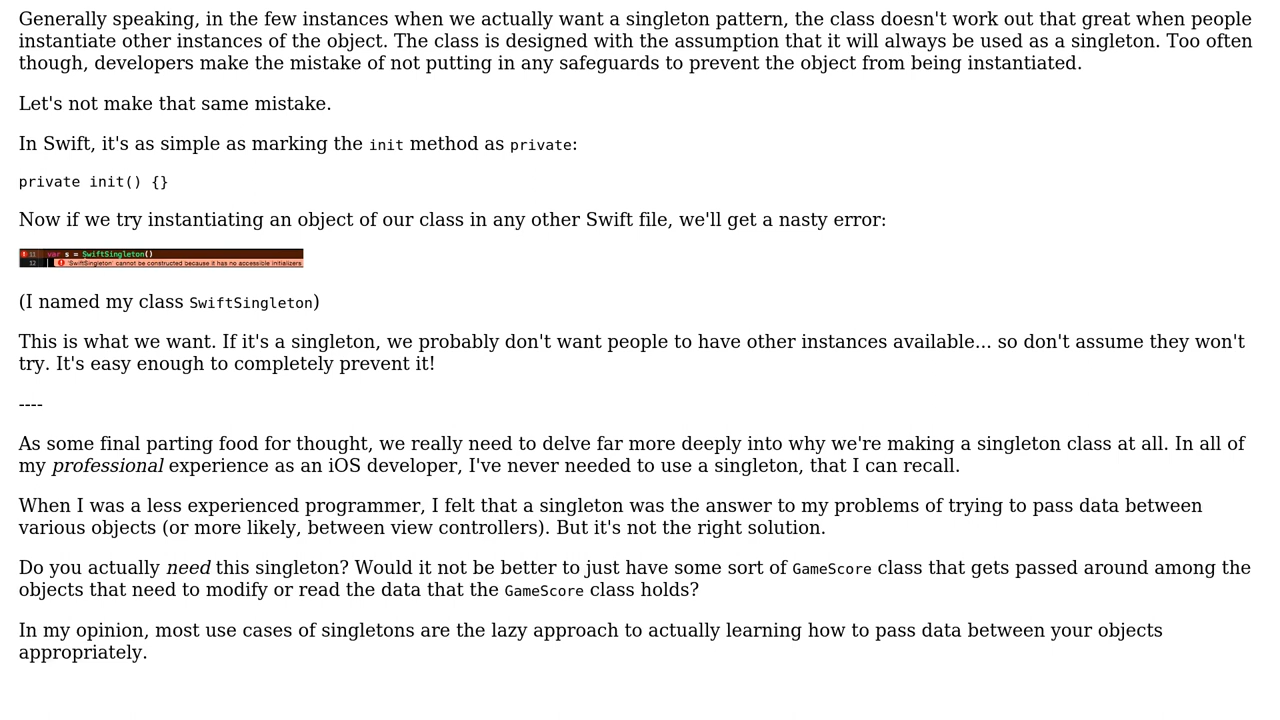 Generally speaking, in the few instances when we actually want a singleton pattern, the class doesn't work out that great when people
instantiate other instances of the object. The class is designed with the assumption that it will always be used as a singleton. Too often
though, developers make the mistake of not putting in any safeguards to prevent the object from being instantiated.
Let's not make that same mistake.
In Swift, it's as simple as marking the init method as private:
private init() {}
Now if we try instantiating an object of our class in any other Swift file, we'll get a nasty error:
11 var s = SwiftSingleton()
12 'SwiftSingleton' cannot be constructed because it has no accessible initializers
(I named my class SwiftSingleton)
This is what we want. If it's a singleton, we probably don't want people to have other instances available... so don't assume they won't
try. It's easy enough to completely prevent it!
----
As some final parting food for thought, we really need to delve far more deeply into why we're making a singleton class at all. In all of
my professional experience as an iOS developer, I've never needed to use a singleton, that I can recall.
When I was a less experienced programmer, I felt that a singleton was the answer to my problems of trying to pass data between
various objects (or more likely, between view controllers). But it's not the right solution.
Do you actually need this singleton? Would it not be better to just have some sort of GameScore class that gets passed around among the
objects that need to modify or read the data that the GameScore class holds?
In my opinion, most use cases of singletons are the lazy approach to actually learning how to pass data between your objects
appropriately.